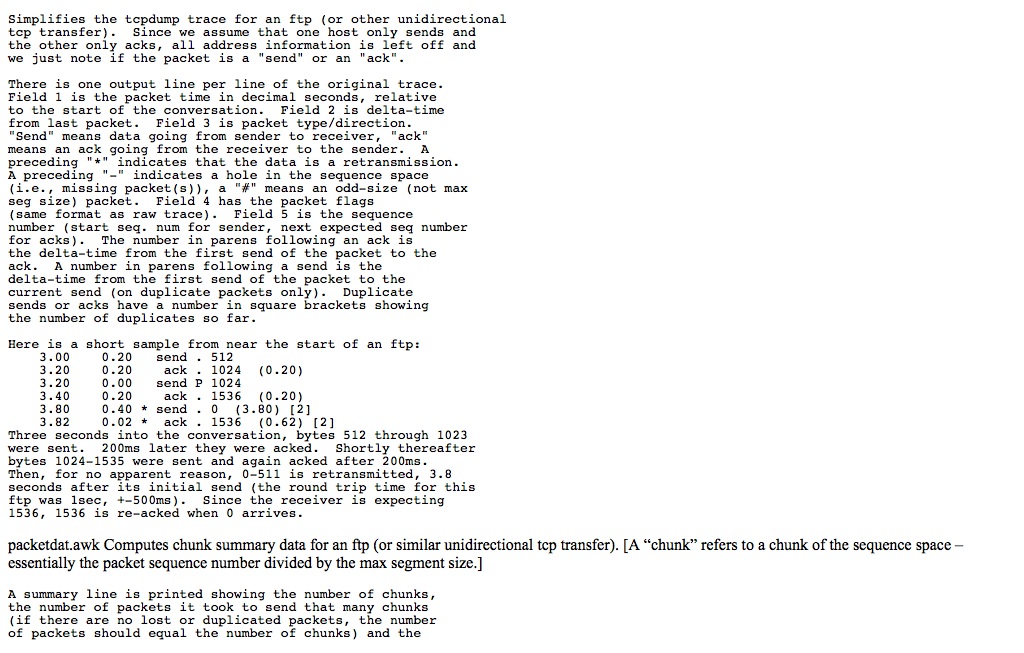 Simplifies the tcpdump trace for an ftp (or other unidirectional
tcp transfer).  Since we assume that one host only sends and
the other only acks, all address information is left off and
we just note if the packet is a "send" or an "ack".

There is one output line per line of the original trace.
Field 1 is the packet time in decimal seconds, relative
to the start of the conversation.  Field 2 is delta-time
from last packet.  Field 3 is packet type/direction.
"Send" means data going from sender to receiver, "ack"
means an ack going from the receiver to the sender.  A
preceding "*" indicates that the data is a retransmission.
A preceding "-" indicates a hole in the sequence space
(i.e., missing packet(s)), a "#" means an odd-size (not max
seg size) packet.  Field 4 has the packet flags
(same format as raw trace).  Field 5 is the sequence
number (start seq. num for sender, next expected seq number
for acks).  The number in parens following an ack is
the delta-time from the first send of the packet to the
ack.  A number in parens following a send is the
delta-time from the first send of the packet to the
current send (on duplicate packets only).  Duplicate
sends or acks have a number in square brackets showing
the number of duplicates so far.

Here is a short sample from near the start of an ftp:
    3.00    0.20   send . 512
    3.20    0.20    ack . 1024  (0.20)
    3.20    0.00   send P 1024
    3.40    0.20    ack . 1536  (0.20)
    3.80    0.40 * send . 0  (3.80) [2]
    3.82    0.02 *  ack . 1536  (0.62) [2]
Three seconds into the conversation, bytes 512 through 1023
were sent.  200ms later they were acked.  Shortly thereafter
bytes 1024-1535 were sent and again acked after 200ms.
Then, for no apparent reason, 0-511 is retransmitted, 3.8
seconds after its initial send (the round trip time for this
ftp was 1sec, +-500ms).  Since the receiver is expecting
1536, 1536 is re-acked when 0 arrives.

packetdat.awk Computes chunk summary data for an ftp (or similar unidirectional tcp transfer). [A “chunk” refers to a chunk of the sequence space –
essentially the packet sequence number divided by the max segment size.]

A summary line is printed showing the number of chunks,
the number of packets it took to send that many chunks
(if there are no lost or duplicated packets, the number
of packets should equal the number of chunks) and the